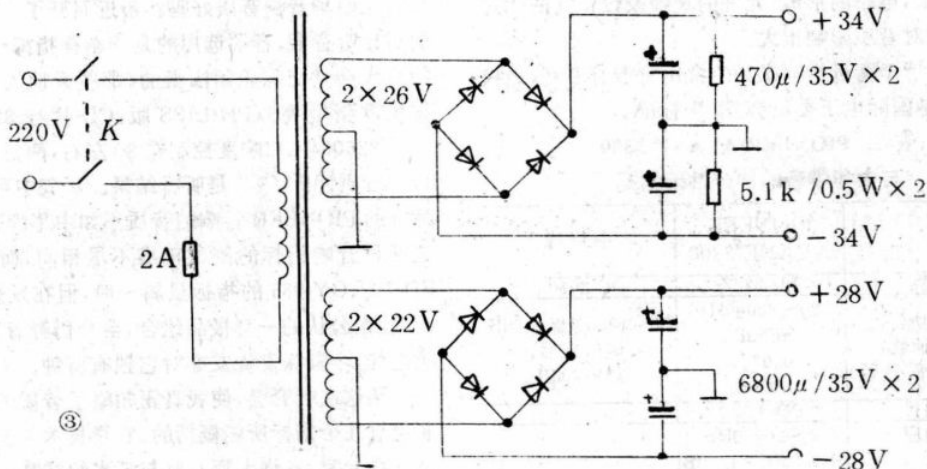 +34V
2×26V
470μ/35V×2
220V
K
5.1k/0.5W×2
−34V
2A
+28V
2×22V
6800μ/35V×2
③
−28V